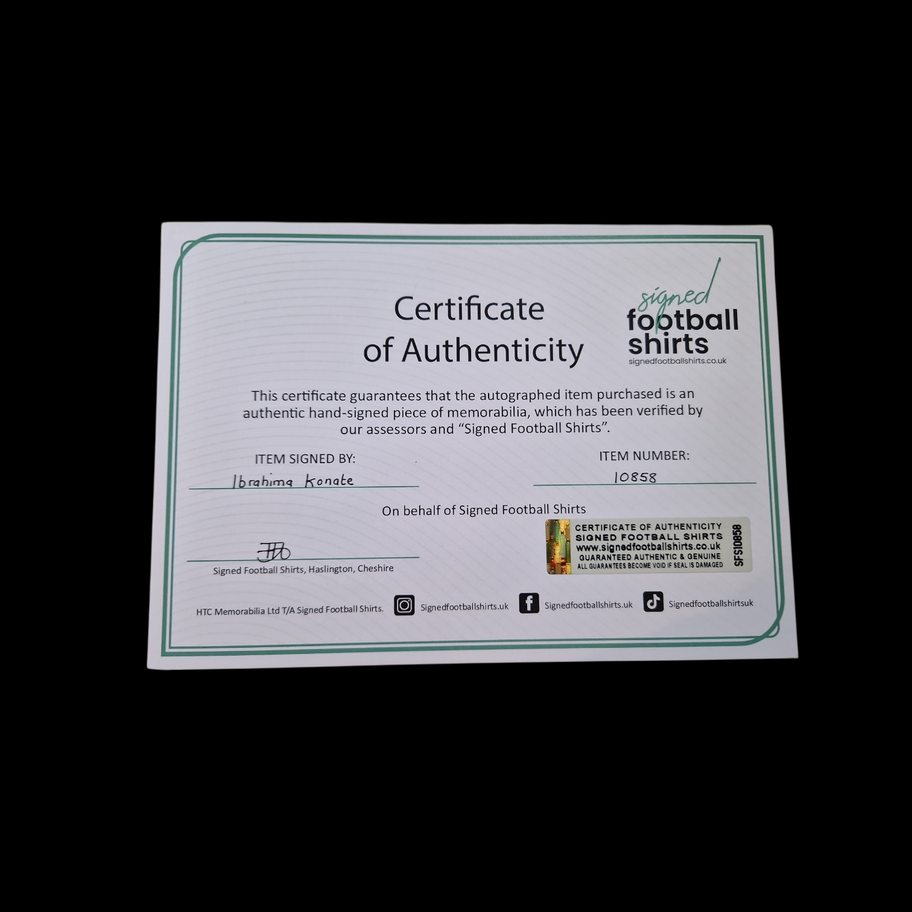 Certificate
of Authenticity
signed
football
shirts
signedfootballshirts.co.uk
This certificate guarantees that the autographed item purchased is an
authentic hand-signed piece of memorabilia, which has been verified by
our assessors and “Signed Football Shirts”.
ITEM SIGNED BY:
Ibrahima Konate
ITEM NUMBER:
10858
On behalf of Signed Football Shirts
CERTIFICATE OF AUTHENTICITY
SIGNED FOOTBALL SHIRTS
www.signedfootballshirts.co.uk
GUARANTEED AUTHENTIC & GENUINE
ALL GUARANTEES BECOME VOID IF SEAL IS DAMAGED
SFS10858
Signed Football Shirts, Haslington, Cheshire
HTC Memorabilia Ltd T/A Signed Football Shirts.
Signedfootballshirts.uk
Signedfootballshirts.uk
Signedfootballshirtsuk